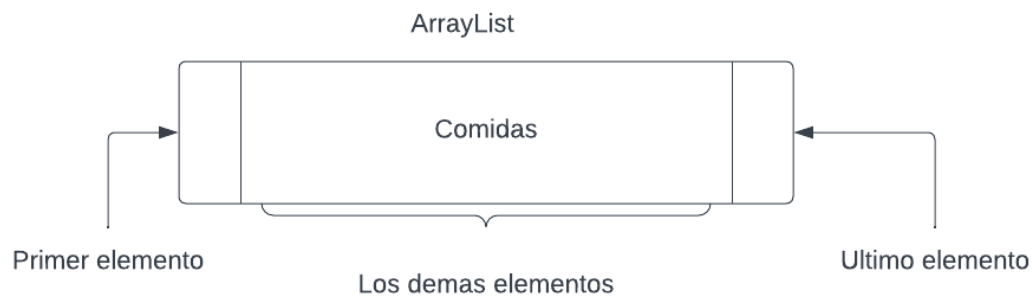 ArrayList
Comidas
Primer elemento
Ultimo elemento
Los demas elementos